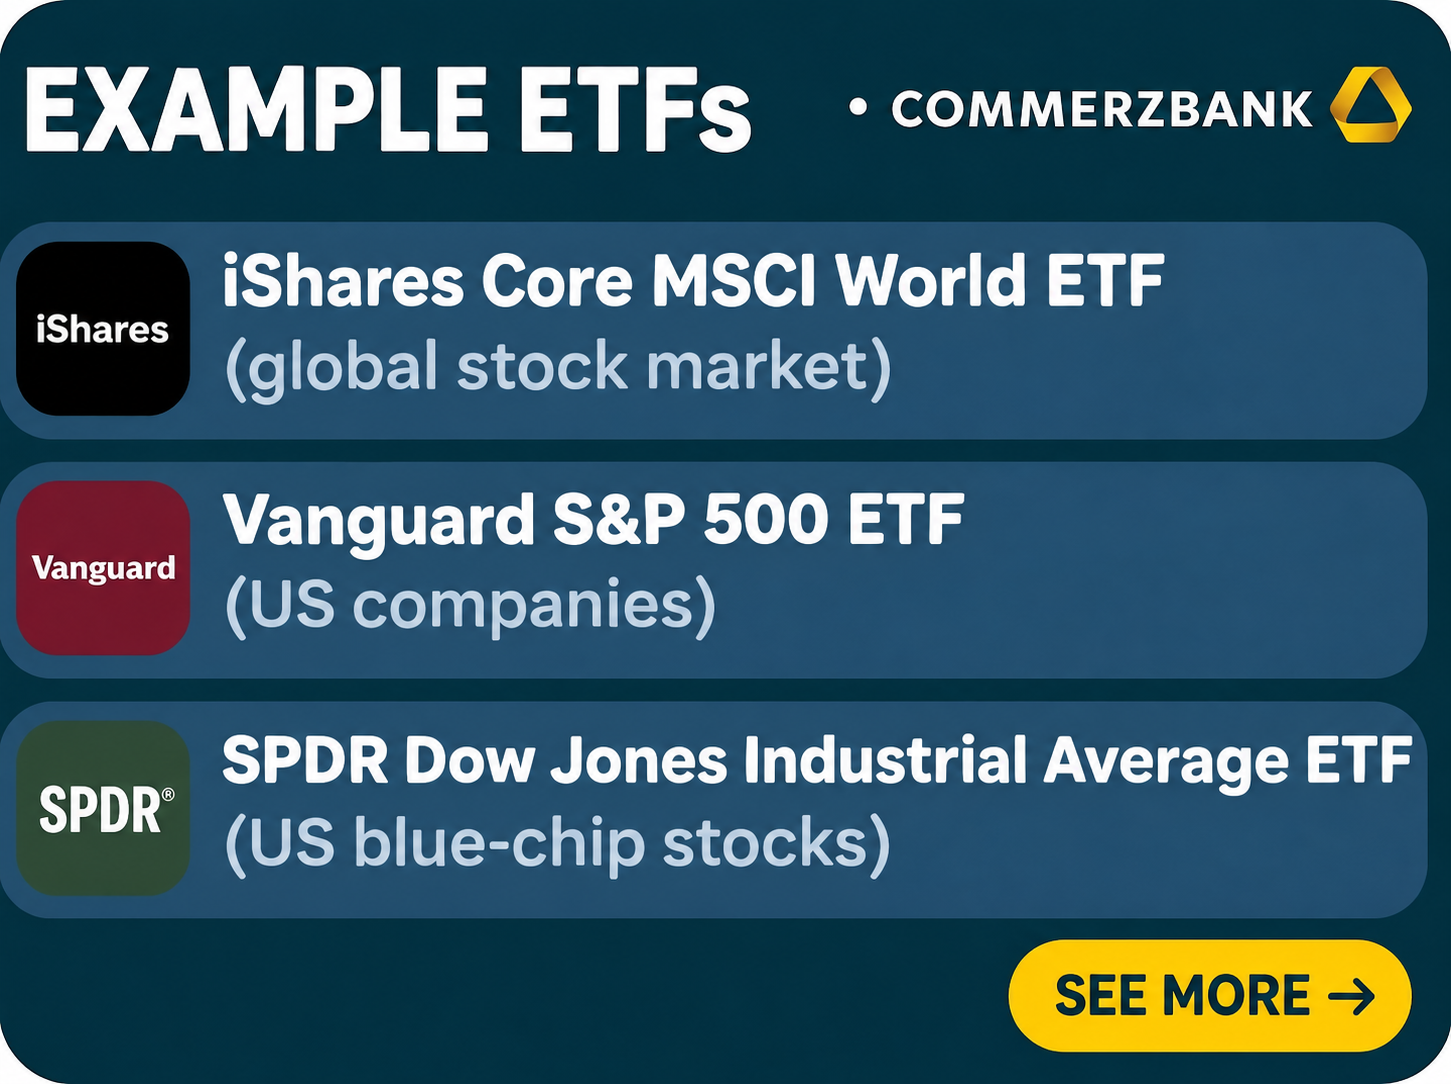 EXAMPLE ETFs
• COMMERZBANK
iShares
iShares Core MSCI World ETF
(global stock market)
Vanguard
Vanguard S&P 500 ETF
(US companies)
SPDR®
SPDR Dow Jones Industrial Average ETF
(US blue-chip stocks)
SEE MORE →